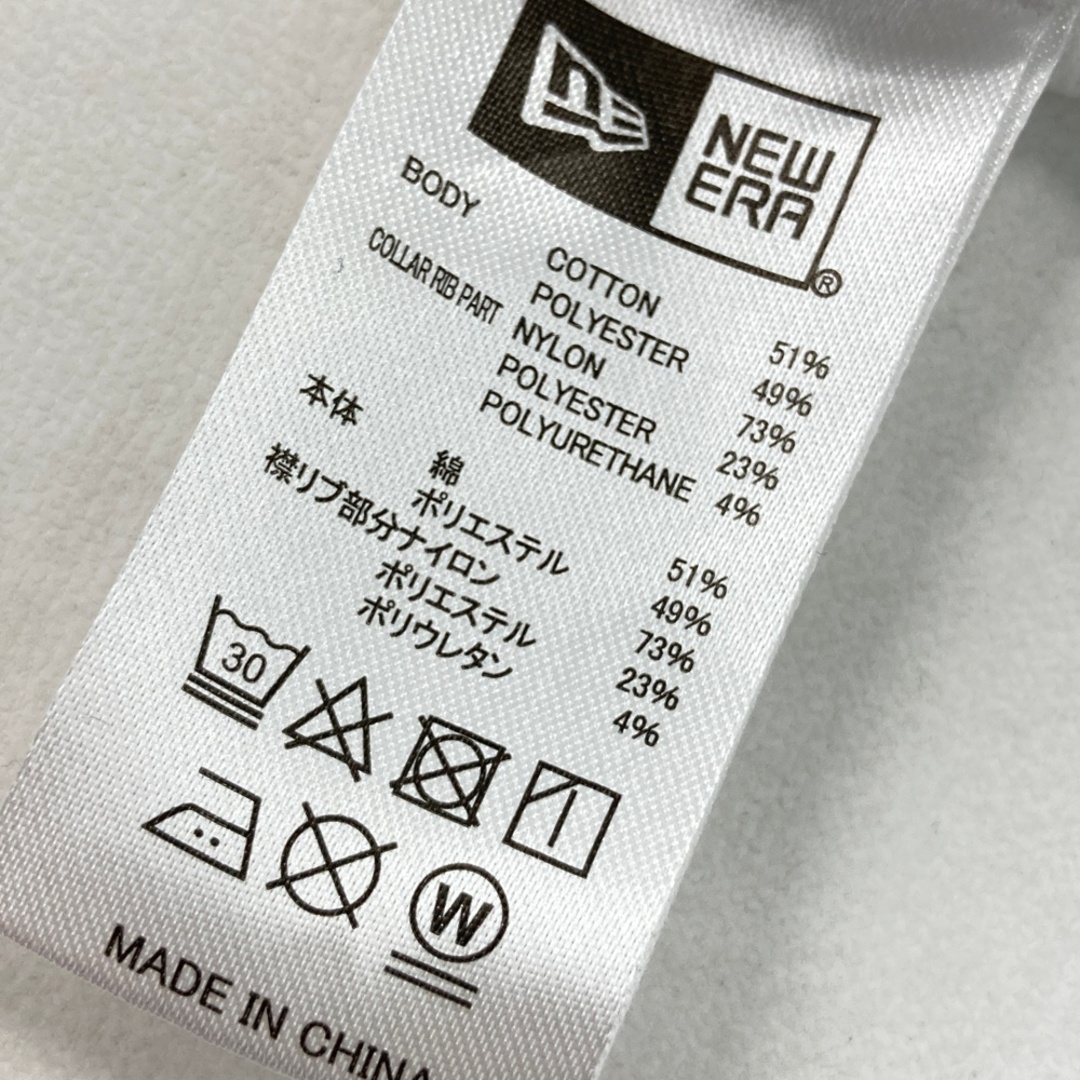 NEW
ERA
®
BODY COTTON 51%
POLYESTER 49%
COLLAR RIB PART NYLON 73%
POLYESTER 23%
POLYURETHANE 4%
本体 綿 51%
ポリエステル 49%
襟リブ部分ナイロン 73%
ポリエステル 23%
ポリウレタン 4%
30
W
MADE IN CHINA